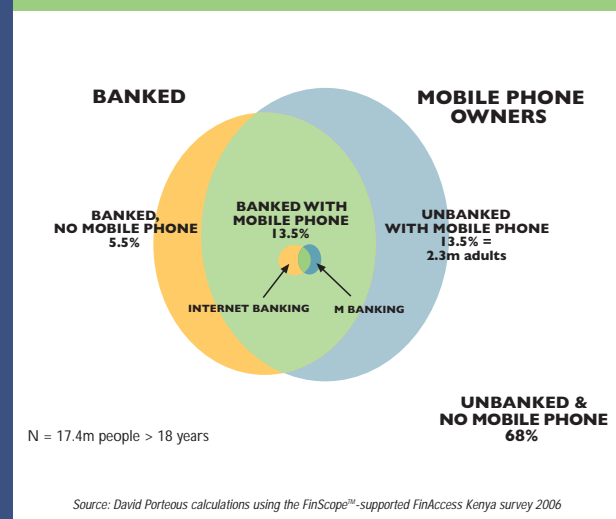 BANKED
MOBILE PHONE
OWNERS
BANKED,
NO MOBILE PHONE
5.5%
BANKED WITH
MOBILE PHONE
13.5%
UNBANKED
WITH MOBILE PHONE
13.5% =
2.3m adults
INTERNET BANKING
M BANKING
UNBANKED &
NO MOBILE PHONE
68%
N = 17.4m people > 18 years
Source: David Porteous calculations using the FinScope™-supported FinAccess Kenya survey 2006